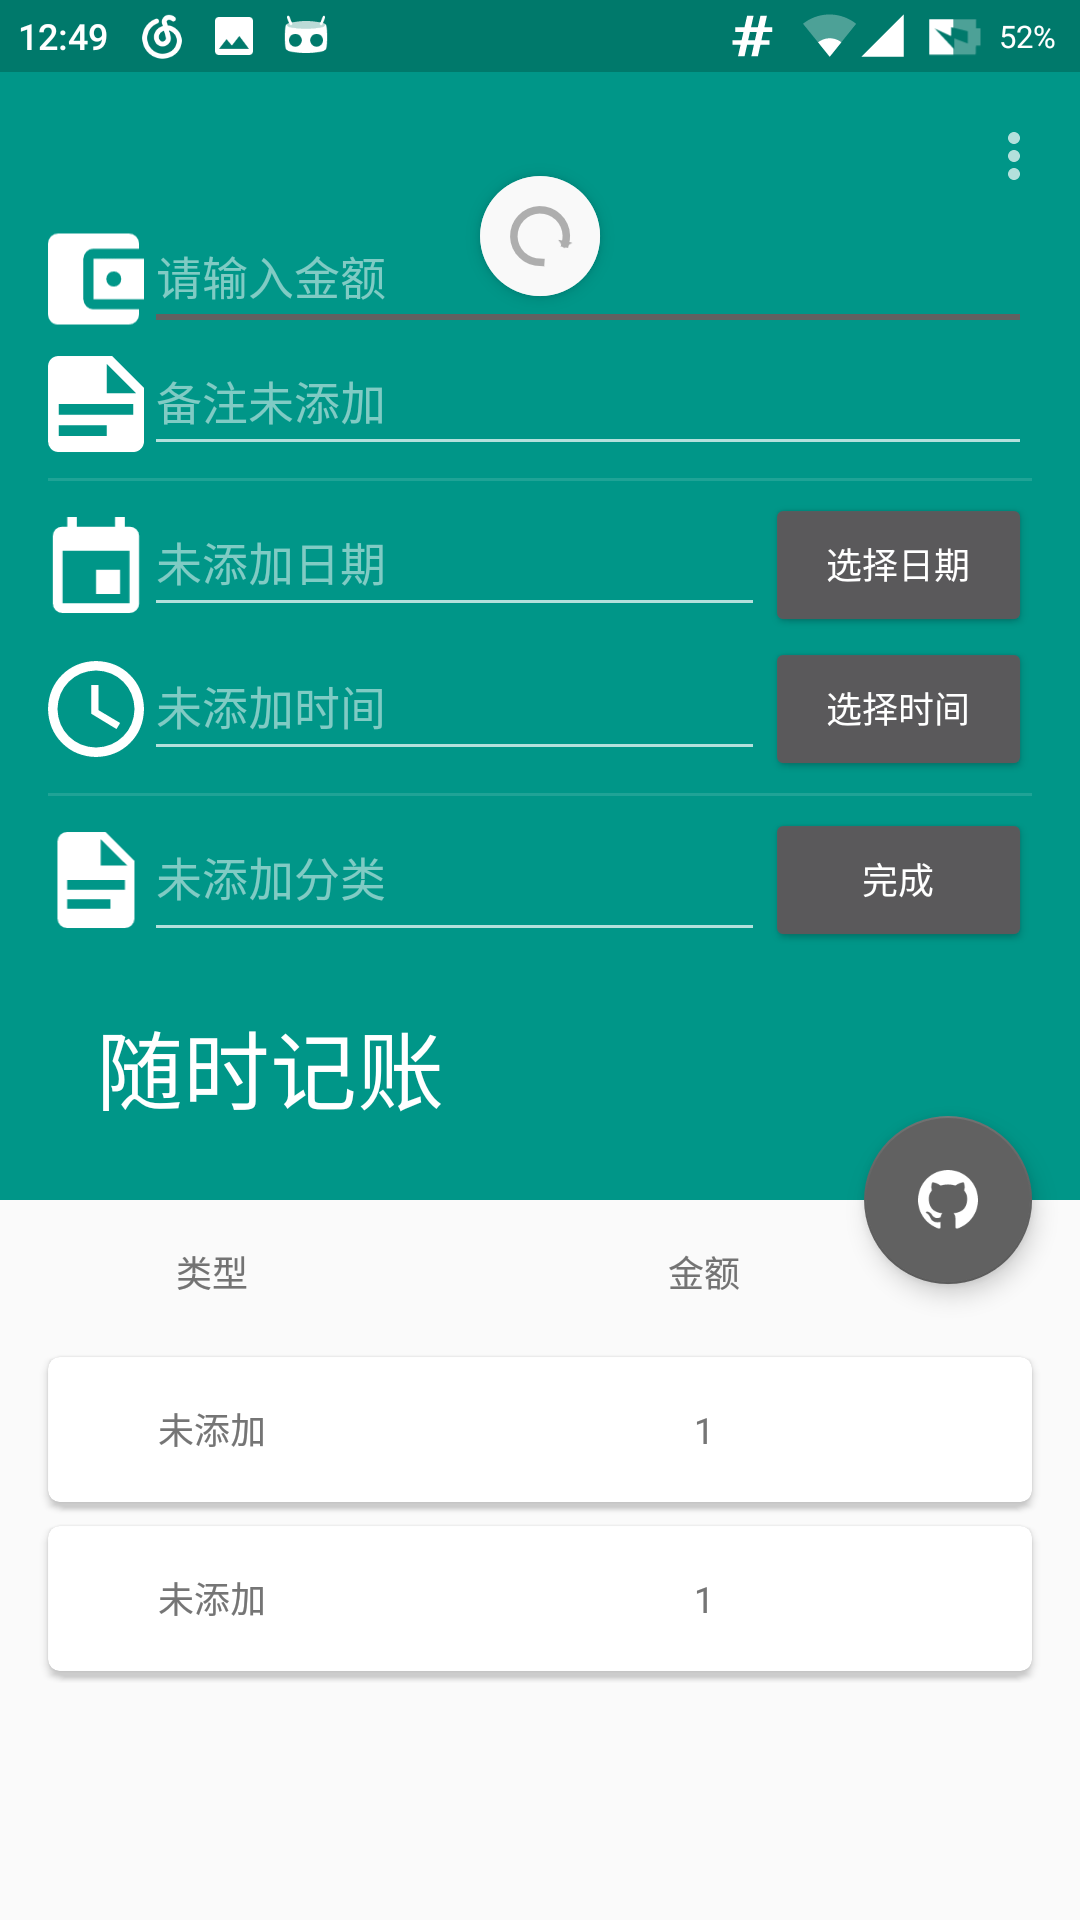 12:49 52%
请输入金额
备注未添加
未添加日期 选择日期
未添加时间 选择时间
未添加分类 完成
随时记账
类型 金额
未添加 1
未添加 1